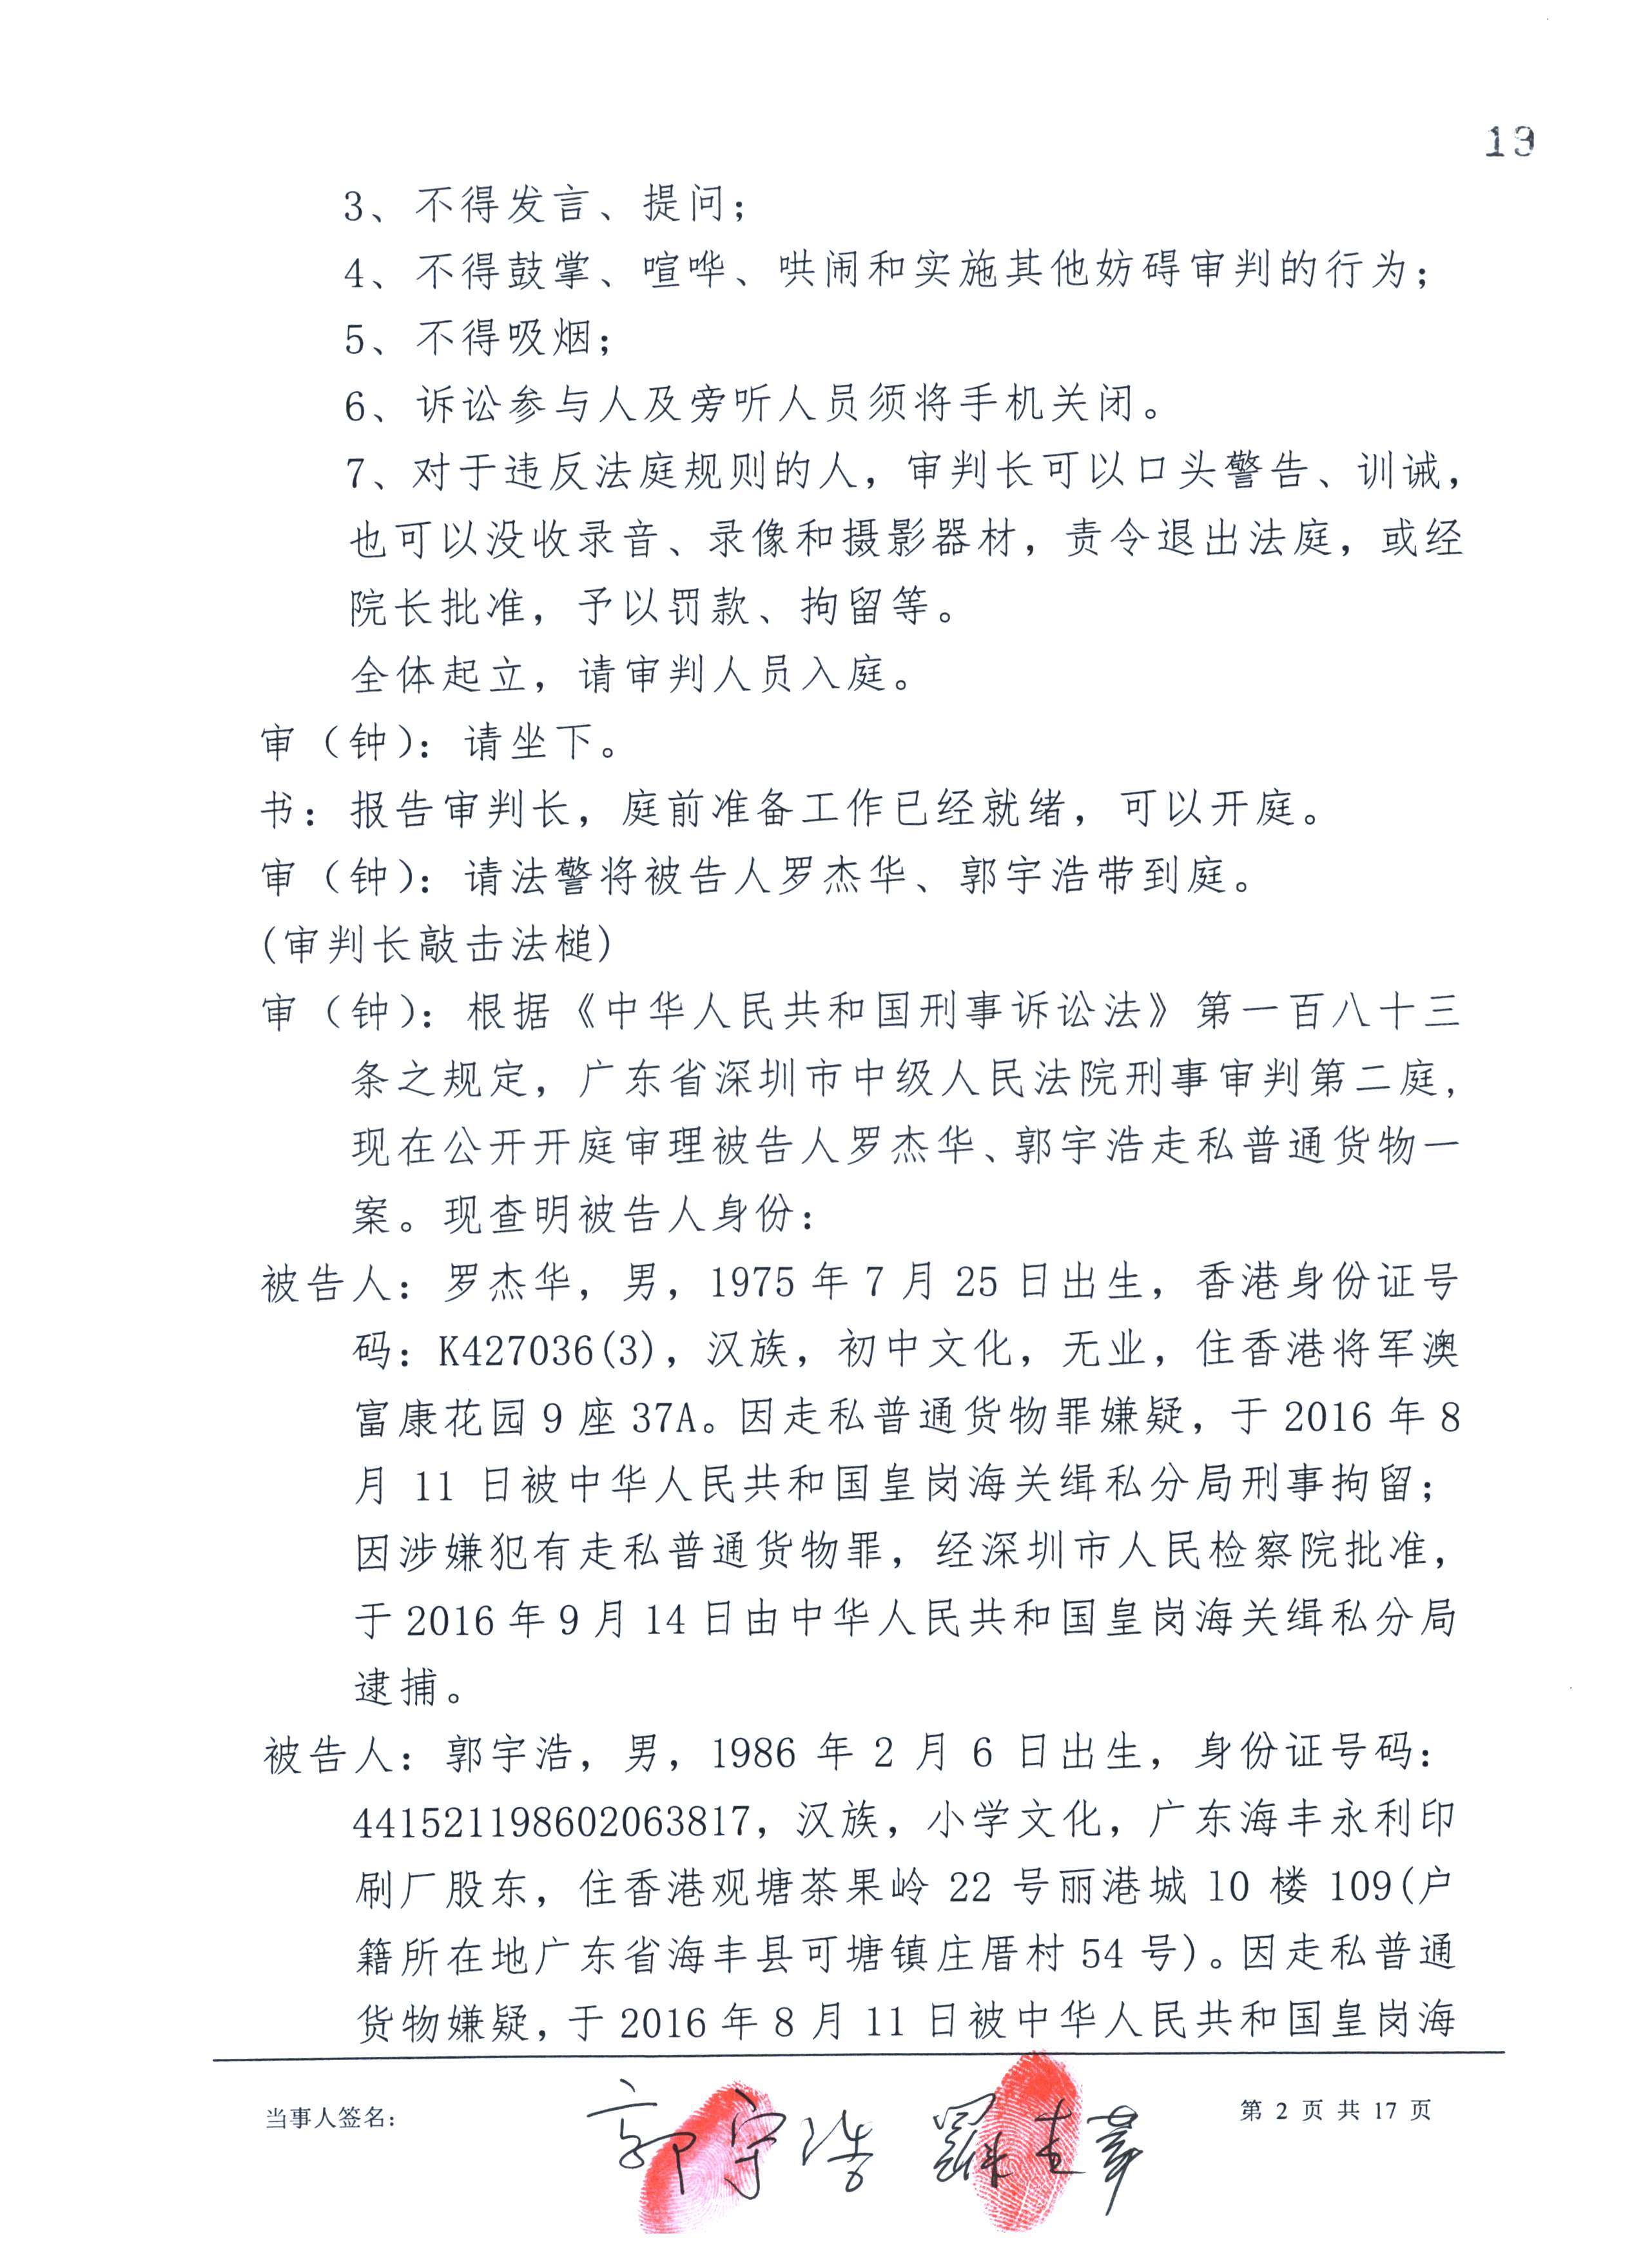 19
3、不得发言、提问；
4、不得鼓掌、喧哗、哄闹和实施其他妨碍审判的行为；
5、不得吸烟；
6、诉讼参与人及旁听人员须将手机关闭。
7、对于违反法庭规则的人，审判长可以口头警告、训诫，
也可以没收录音、录像和摄影器材，责令退出法庭，或经
院长批准，予以罚款、拘留等。
全体起立，请审判人员入庭。
审（钟）：请坐下。
书：报告审判长，庭前准备工作已经就绪，可以开庭。
审（钟）：请法警将被告人罗杰华、郭宇浩带到庭。
(审判长敲击法槌)
审（钟）：根据《中华人民共和国刑事诉讼法》第一百八十三
条之规定，广东省深圳市中级人民法院刑事审判第二庭，
现在公开开庭审理被告人罗杰华、郭宇浩走私普通货物一
案。现查明被告人身份：
被告人：罗杰华，男，1975 年 7 月 25 日出生，香港身份证号
码：K427036(3)，汉族，初中文化，无业，住香港将军澳
富康花园 9 座 37A。因走私普通货物罪嫌疑，于 2016 年 8
月 11 日被中华人民共和国皇岗海关缉私分局刑事拘留；
因涉嫌犯有走私普通货物罪，经深圳市人民检察院批准，
于 2016 年 9 月 14 日由中华人民共和国皇岗海关缉私分局
逮捕。
被告人：郭宇浩，男，1986 年 2 月 6 日出生，身份证号码：
441521198602063817，汉族，小学文化，广东海丰永利印
刷厂股东，住香港观塘茶果岭 22 号丽港城 10 楼 109(户
籍所在地广东省海丰县可塘镇庄厝村 54 号)。因走私普通
货物嫌疑，于 2016 年 8 月 11 日被中华人民共和国皇岗海
当事人签名：
郭宇浩 羅杰華
第 2 页 共 17 页